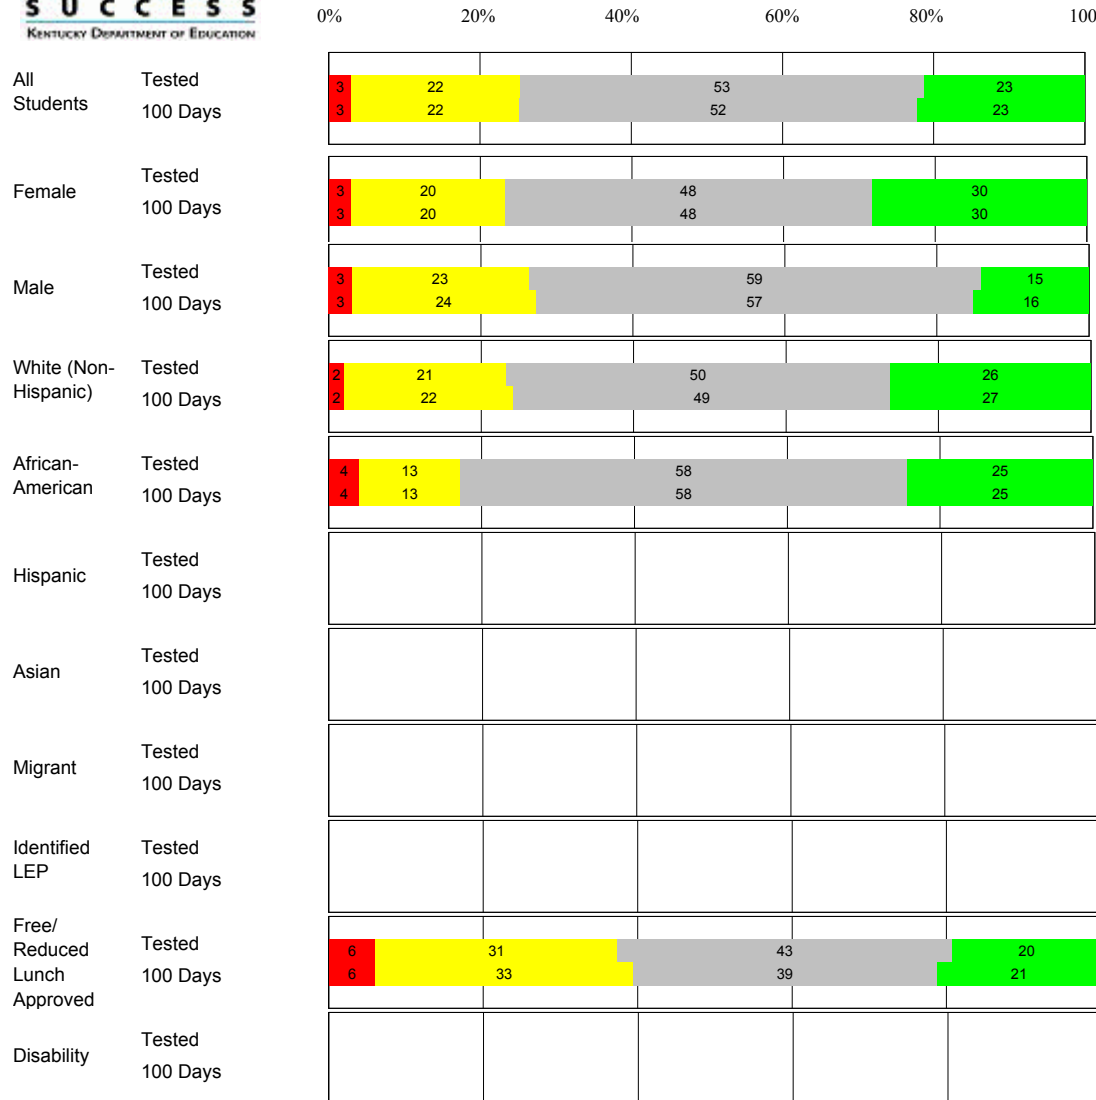 SUCCESS
KENTUCKY DEPARTMENT OF EDUCATION
0% 20% 40% 60% 80% 100
All Students
Tested 3 22 53 23
100 Days 3 22 52 23
Female
Tested 3 20 48 30
100 Days 3 20 48 30
Male
Tested 3 23 59 15
100 Days 3 24 57 16
White (Non-
Hispanic)
Tested 2 21 50 26
100 Days 2 22 49 27
African-
American
Tested 4 13 58 25
100 Days 4 13 58 25
Hispanic
Tested
100 Days
Asian
Tested
100 Days
Migrant
Tested
100 Days
Identified
LEP
Tested
100 Days
Free/
Reduced
Lunch
Approved
Tested 6 31 43 20
100 Days 6 33 39 21
Disability
Tested
100 Days